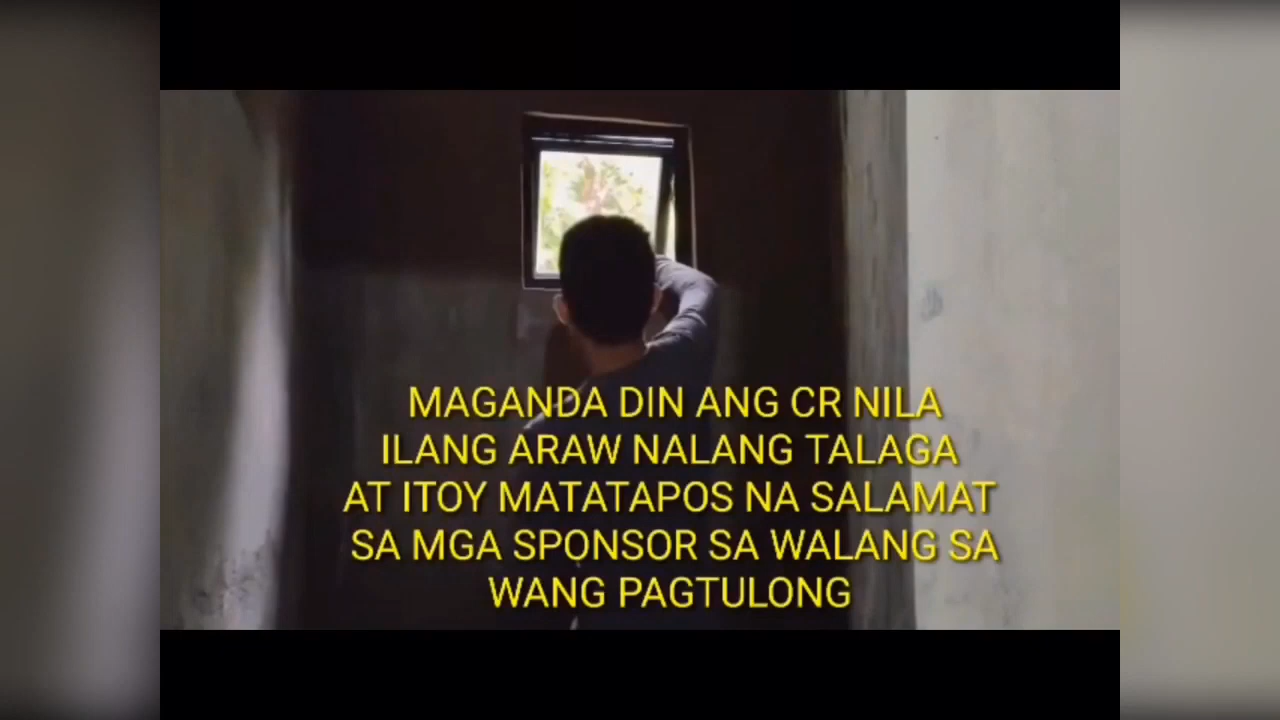 MAGANDA DIN ANG CR NILA
ILANG ARAW NALANG TALAGA
AT ITOY MATATAPOS NA SALAMAT
SA MGA SPONSOR SA WALANG SA
WANG PAGTULONG